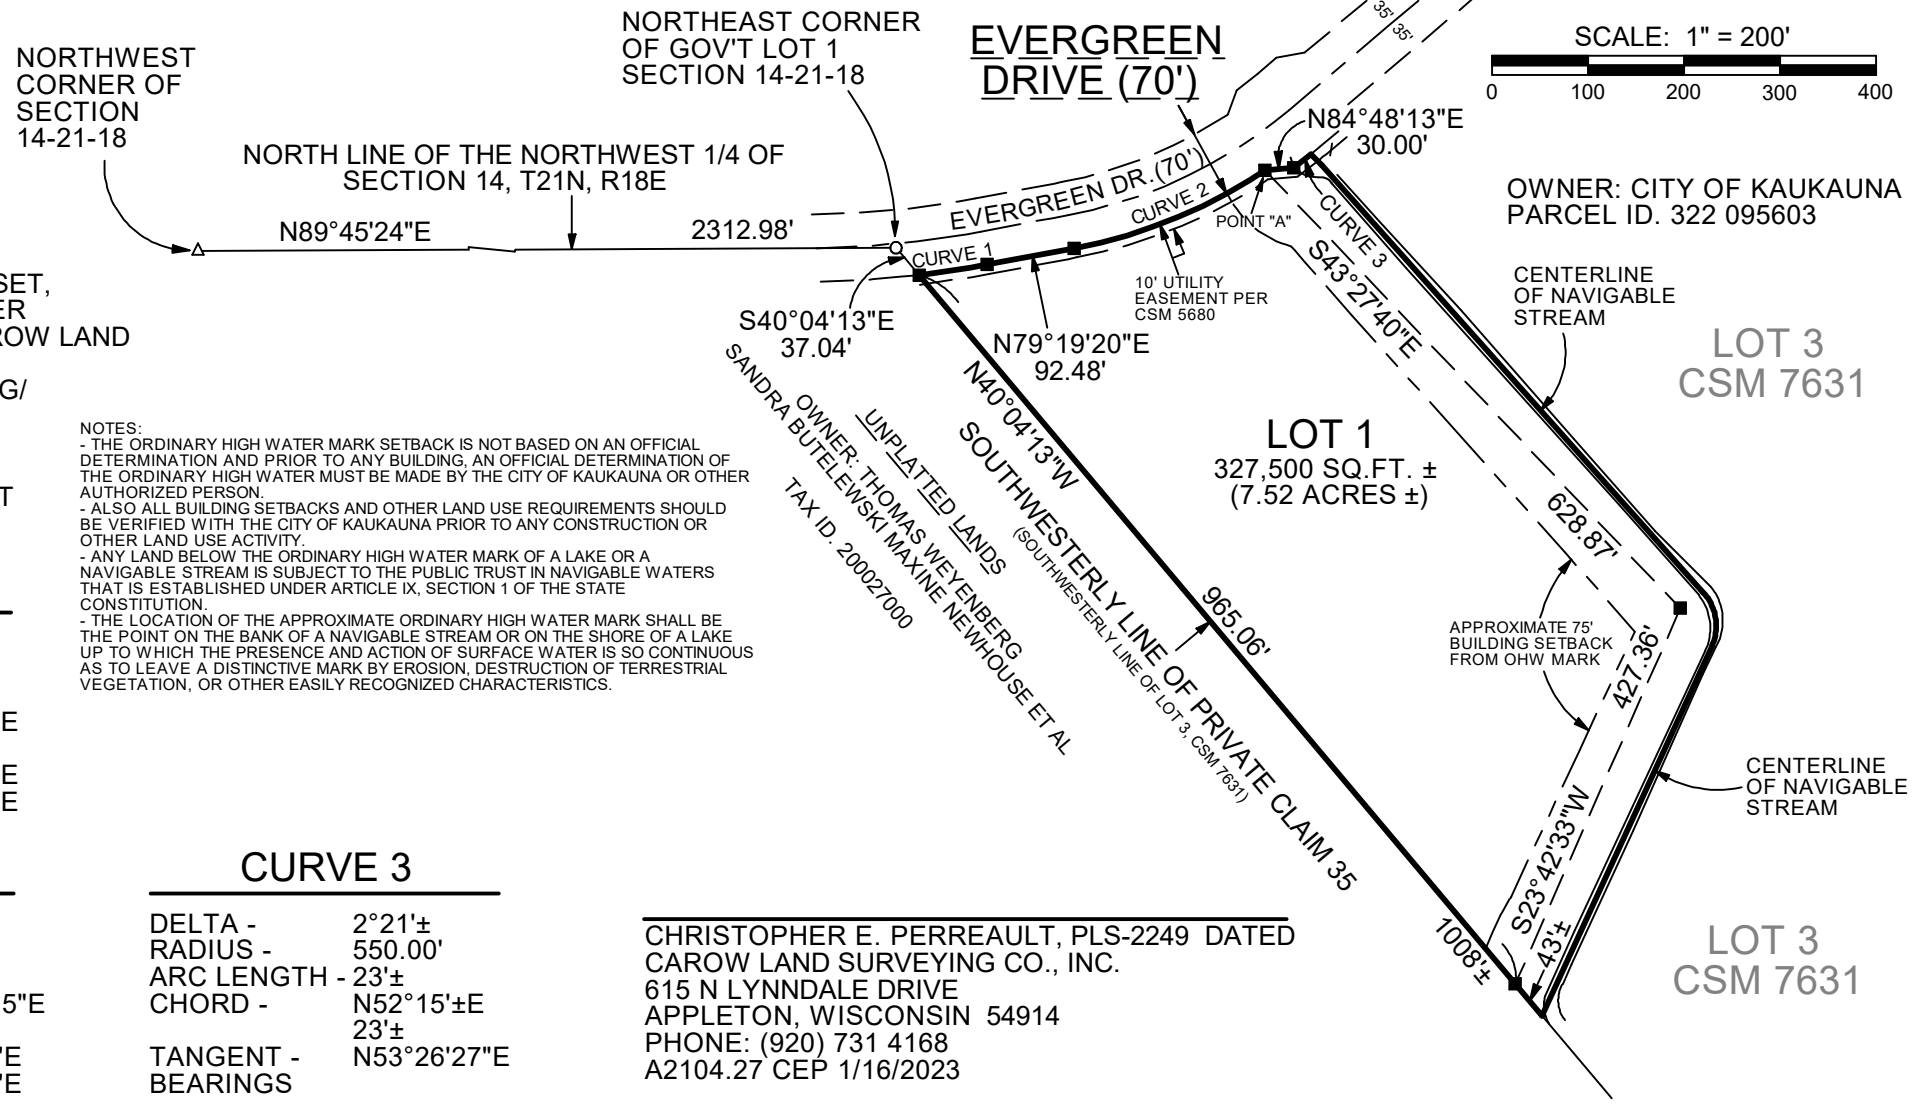 NORTHWEST
CORNER OF
SECTION
14-21-18
NORTHEAST CORNER
OF GOV'T LOT 1
SECTION 14-21-18
EVERGREEN
DRIVE (70')
35' 35'
SCALE: 1" = 200'
0 100 200 300 400
NORTH LINE OF THE NORTHWEST 1/4 OF
SECTION 14, T21N, R18E
N89°45'24"E 2312.98'
N84°48'13"E
30.00'
OWNER: CITY OF KAUKAUNA
PARCEL ID. 322 095603
EVERGREEN DR.(70')
CURVE 1
CURVE 2
POINT "A"
CURVE 3
S43°27'40"E
10' UTILITY
EASEMENT PER
CSM 5680
CENTERLINE
OF NAVIGABLE
STREAM
LOT 3
CSM 7631
SET,
ER
ROW LAND
G/
T
E
E
E
S40°04'13"E
37.04'
N79°19'20"E
92.48'
N40°04'13"W
SOUTHWESTERLY LINE OF PRIVATE CLAIM 35
(SOUTHWESTERLY LINE OF LOT 3, CSM 7631)
UNPLATTED LANDS
OWNER: THOMAS WEYENBERG
SANDRA BUTELEWSKI MAXINE NEWHOUSE ET AL
TAX ID. 200027000
LOT 1
327,500 SQ.FT. ±
(7.52 ACRES ±)
628.87'
965.06'
APPROXIMATE 75'
BUILDING SETBACK
FROM OHW MARK
427.36'
S23°42'33"W
43'±
1008'±
CENTERLINE
OF NAVIGABLE
STREAM
LOT 3
CSM 7631
NOTES:
- THE ORDINARY HIGH WATER MARK SETBACK IS NOT BASED ON AN OFFICIAL
DETERMINATION AND PRIOR TO ANY BUILDING, AN OFFICIAL DETERMINATION OF
THE ORDINARY HIGH WATER MUST BE MADE BY THE CITY OF KAUKAUNA OR OTHER
AUTHORIZED PERSON.
- ALSO ALL BUILDING SETBACKS AND OTHER LAND USE REQUIREMENTS SHOULD
BE VERIFIED WITH THE CITY OF KAUKAUNA PRIOR TO ANY CONSTRUCTION OR
OTHER LAND USE ACTIVITY.
- ANY LAND BELOW THE ORDINARY HIGH WATER MARK OF A LAKE OR A
NAVIGABLE STREAM IS SUBJECT TO THE PUBLIC TRUST IN NAVIGABLE WATERS
THAT IS ESTABLISHED UNDER ARTICLE IX, SECTION 1 OF THE STATE
CONSTITUTION.
- THE LOCATION OF THE APPROXIMATE ORDINARY HIGH WATER MARK SHALL BE
THE POINT ON THE BANK OF A NAVIGABLE STREAM OR ON THE SHORE OF A LAKE
UP TO WHICH THE PRESENCE AND ACTION OF SURFACE WATER IS SO CONTINUOUS
AS TO LEAVE A DISTINCTIVE MARK BY EROSION, DESTRUCTION OF TERRESTRIAL
VEGETATION, OR OTHER EASILY RECOGNIZED CHARACTERISTICS.
5"E
"E
"E
CURVE 3
DELTA - 2°21'±
RADIUS - 550.00'
ARC LENGTH - 23'±
CHORD - N52°15'±E
23'±
TANGENT - N53°26'27"E
BEARINGS
CHRISTOPHER E. PERREAULT, PLS-2249 DATED
CAROW LAND SURVEYING CO., INC.
615 N LYNNDALE DRIVE
APPLETON, WISCONSIN 54914
PHONE: (920) 731 4168
A2104.27 CEP 1/16/2023